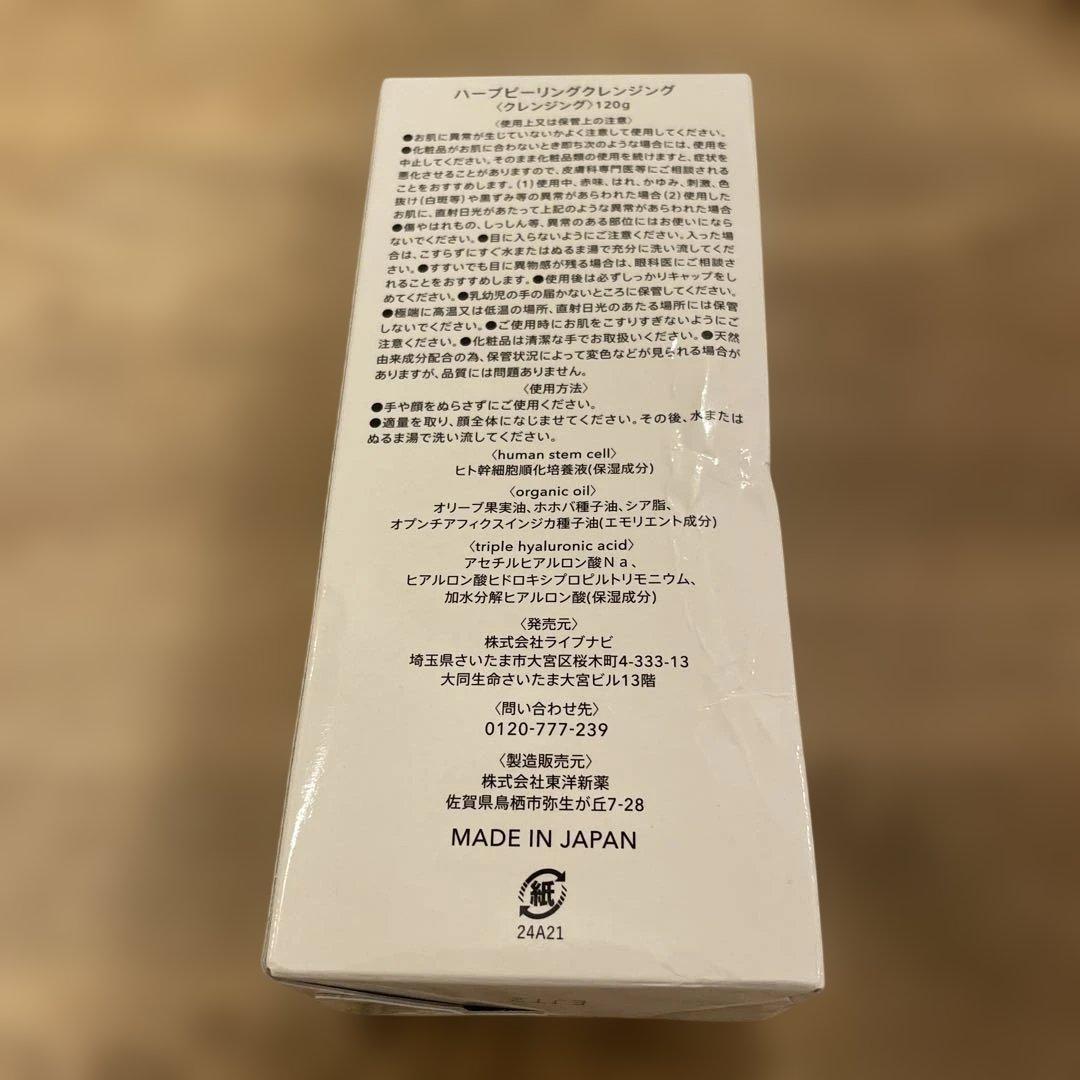 ハーブピーリングクレンジング
〈クレンジング〉120g
〈使用上又は保管上の注意〉
●お肌に異常が生じていないかよく注意して使用してください。
●化粧品がお肌に合わないとき即ち次のような場合には、使用を
中止してください。そのまま化粧品類の使用を続けますと、症状を
悪化させることがありますので、皮膚科専門医等にご相談される
ことをおすすめします。(1)使用中、赤味、はれ、かゆみ、刺激、色
抜け(白斑等)や黒ずみ等の異常があらわれた場合(2)使用した
お肌に、直射日光があたって上記のような異常があらわれた場合
●傷やはれもの、しっしん等、異常のある部位にはお使いになら
ないでください。●目に入らないようにご注意ください。入った場
合は、こすらずにすぐ水またはぬるま湯で充分に洗い流してくだ
さい。●すすいでも目に異物感が残る場合は、眼科医にご相談さ
れることをおすすめします。●使用後は必ずしっかりキャップをし
めてください。●乳幼児の手の届かないところに保管してください。
●極端に高温又は低温の場所、直射日光のあたる場所には保管
しないでください。●ご使用時にお肌をこすりすぎないようにご
注意ください。●化粧品は清潔な手でお取扱いください。●天然
由来成分配合の為、保管状況によって変色などが見られる場合が
ありますが、品質には問題ありません。
〈使用方法〉
●手や顔をぬらさずにご使用ください。
●適量を取り、顔全体になじませてください。その後、水または
ぬるま湯で洗い流してください。
〈human stem cell〉
ヒト幹細胞順化培養液(保湿成分)
〈organic oil〉
オリーブ果実油、ホホバ種子油、シア脂、
オプンチアフィクスインジカ種子油(エモリエント成分)
〈triple hyaluronic acid〉
アセチルヒアルロン酸Ｎａ、
ヒアルロン酸ヒドロキシプロピルトリモニウム、
加水分解ヒアルロン酸(保湿成分)
〈発売元〉
株式会社ライブナビ
埼玉県さいたま市大宮区桜木町4-333-13
大同生命さいたま大宮ビル13階
〈問い合わせ先〉
0120-777-239
〈製造販売元〉
株式会社東洋新薬
佐賀県鳥栖市弥生が丘7-28
MADE IN JAPAN
紙
24A21